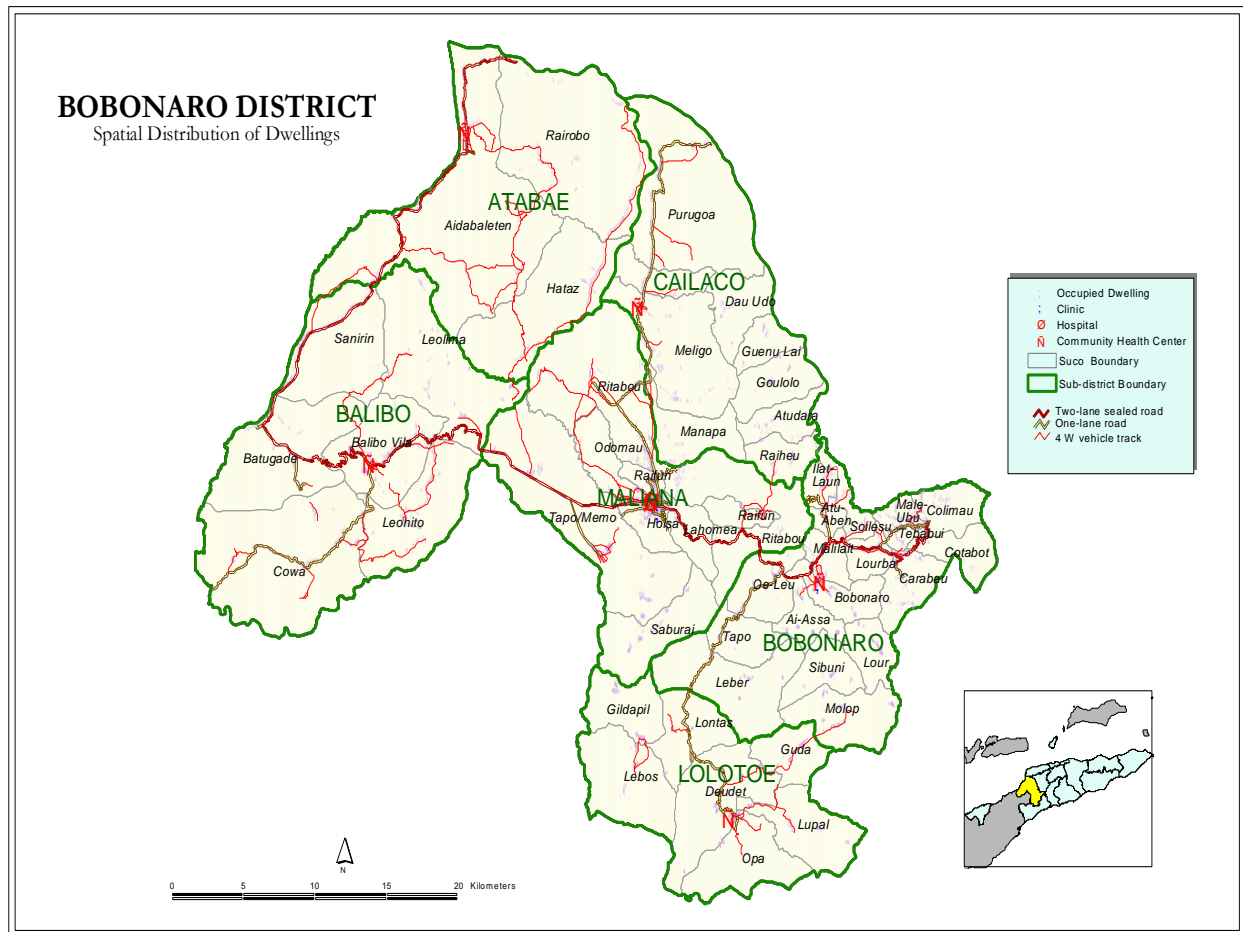 BOBONARO DISTRICT
Spatial Distribution of Dwellings
Rairobo
ATABAE
Aidabaleten
Purugoa
Hataz
CAILACO
Dau Udo
Sanirin
Leolima
Meligo
Guenu Lai
Goulolo
Ritabou
Atudara
BALIBO
Manapa
Balibo Vila
Odomau
Raiheu
Batugade
Raifun
Ilat-
Laun
MALIANA
Leohito
Tapo/Memo
Holsa
Lahomea
Raifun
Ritabou
Atu-
Aben
Soilesu
Male-
Ubu
Colimau
Tebabui
Malilait
Lourba
Cotabot
Carabau
Cowa
Oe-Leu
Bobonaro
Ai-Assa
Saburai
Tapo
BOBONARO
Sibuni
Lour
Leber
Gildapil
Lontas
Molop
Guda
Lebos
LOLOTOE
Deudet
Lupal
Opa
Occupied Dwelling
Clinic
Ø Hospital
Ñ Community Health Center
Suco Boundary
Sub-district Boundary
Two-lane sealed road
One-lane road
4 W vehicle track
N
0 5 10 15 20 Kilometers
Ñ
Ñ
Ñ
Ø
Ñ
Ñ